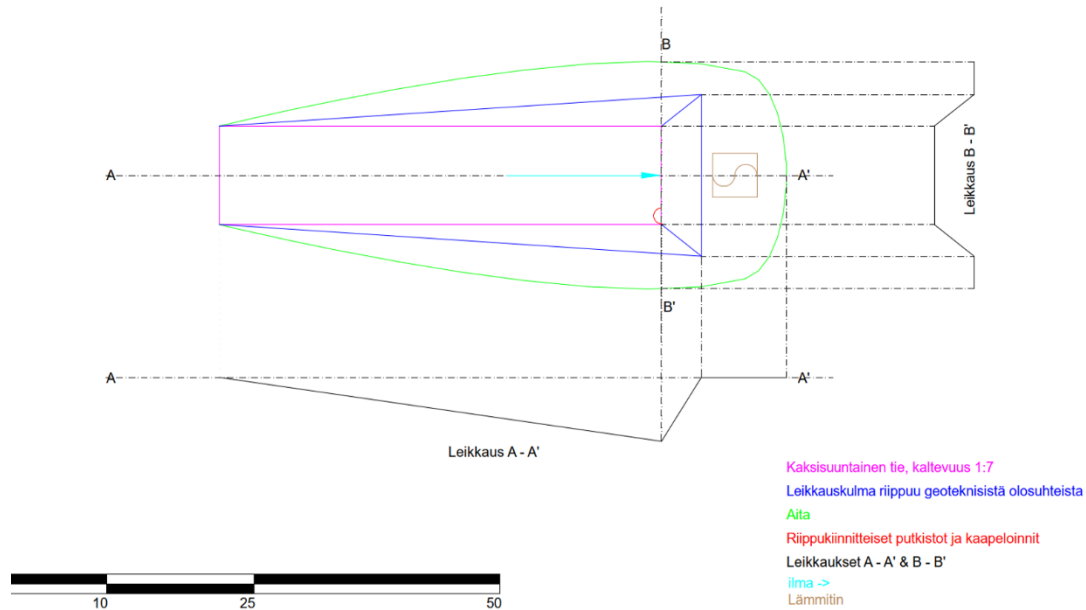 B
A
A'
Leikkaus B - B'
B'
A
A'
Leikkaus A - A'
Kaksisuuntainen tie, kaltevuus 1:7
Leikkauskulma riippuu geoteknisistä olosuhteista
Aita
Riippukiinnitteiset putkistot ja kaapeloinnit
Leikkaukset A - A' & B - B'
ilma ->
Lämmitin
10 25 50